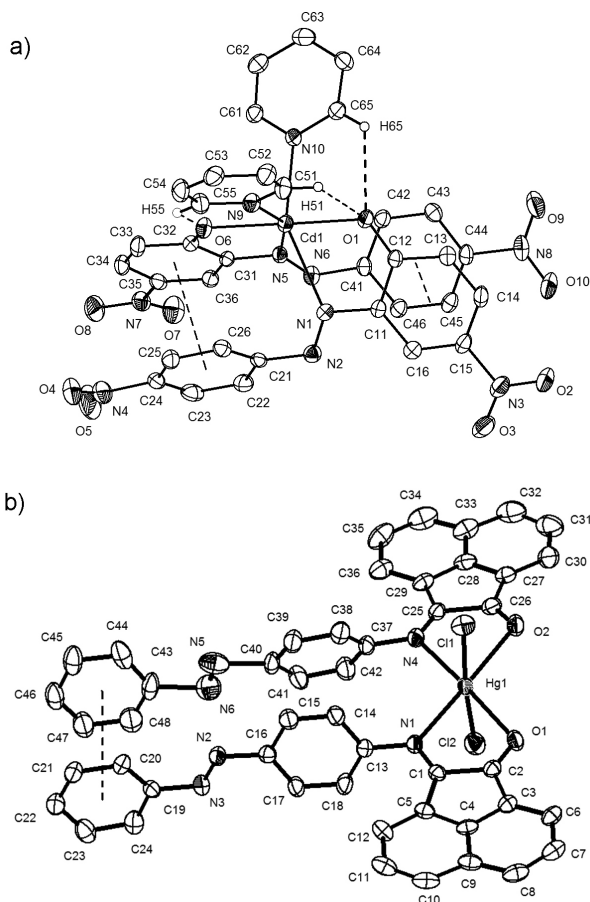 a)
C63
C62
C64
C61
C65
H65
N10
C53
C52
C54
C51
C55
H51
C42
C43
H55
N9
C33
C32
O6
Cd1
O1
C12
C13
C44
O9
C34
C31
N5
N6
C41
N8
O10
C35
C36
N1
C46
C45
C14
O8
N7
O7
C26
C11
C25
C21
N2
C16
C15
O4
N4
C24
C23
C22
N3
O2
O5
O3
b)
C34
C33
C32
C35
C31
C36
C29
C28
C27
C30
C44
C39
C38
C37
C25
C26
C45
C43
N5
C40
Cl1
O2
C46
N6
C41
C42
N4
Hg1
C47
C48
C15
C14
N1
O1
C20
N2
C16
Cl2
C21
C13
C1
C2
C22
C19
N3
C17
C18
C5
C4
C3
C6
C23
C24
C12
C7
C11
C10
C9
C8